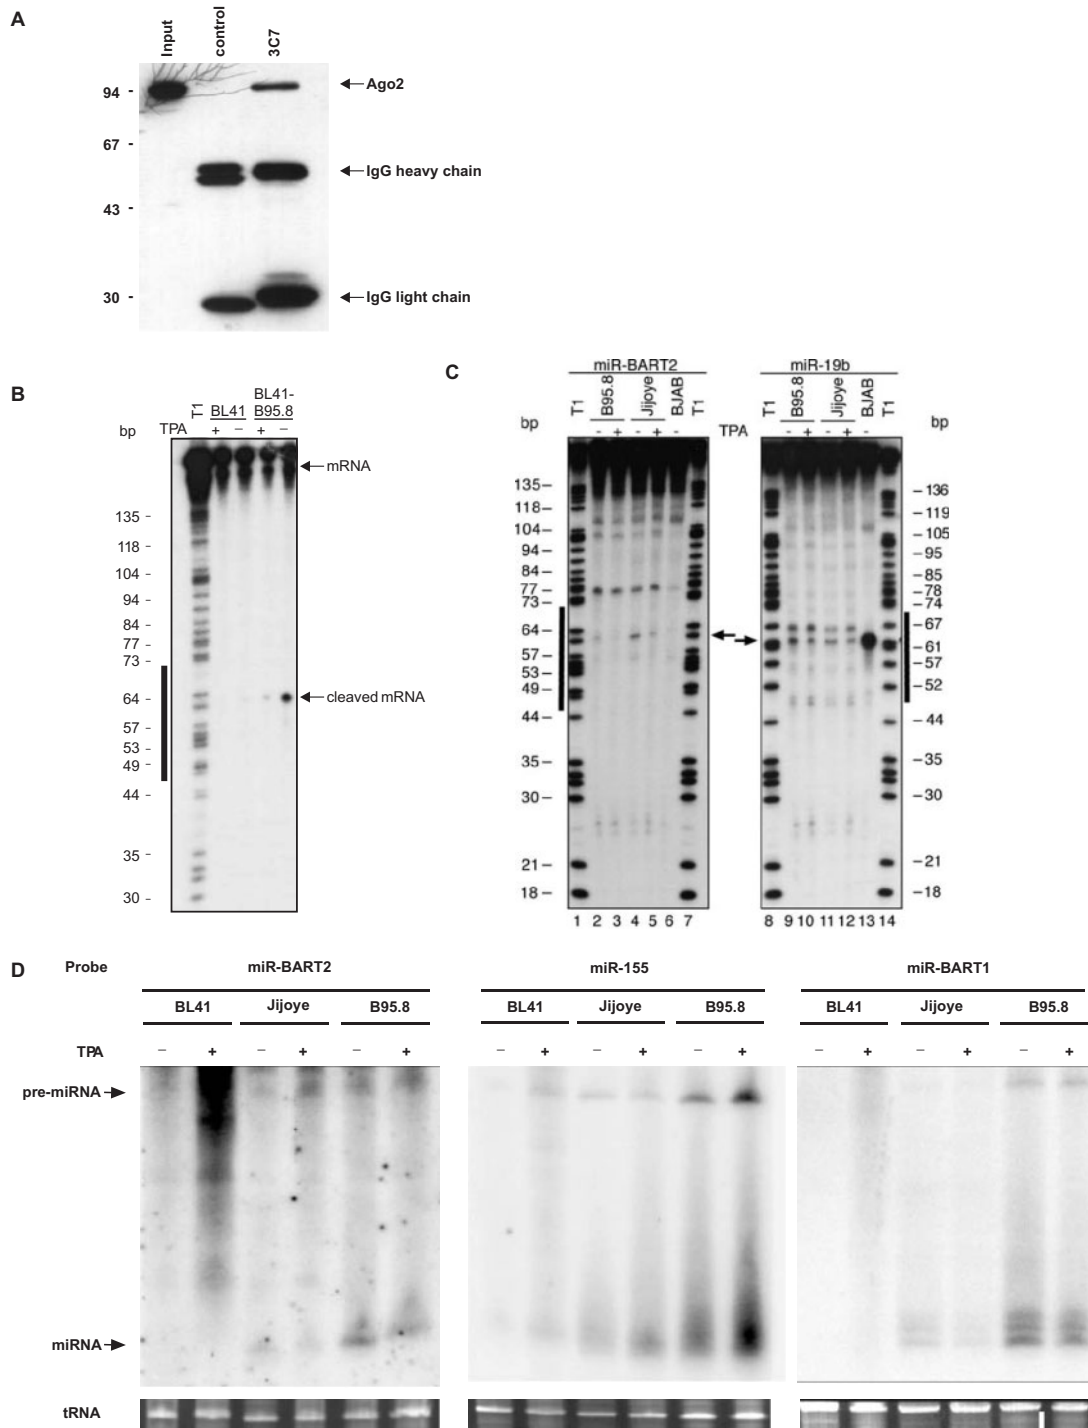 A
Input
control
3C7
94 -
67 -
43 -
30 -
Ago2
IgG heavy chain
IgG light chain
B
bp
TPA
T1
BL41
BL41-
B95.8
+ – + –
mRNA
135 –
118 –
104 –
94 –
84 –
77 –
73 –
64 –
57 –
53 –
49 –
44 –
35 –
30 –
cleaved mRNA
C
miR-BART2
T1
B95.8
Jijoye
BJAB
T1
- + - + -
TPA
bp
135 –
118 –
104 –
94 –
84 –
77 –
73 –
64 –
57 –
53 –
49 –
44 –
35 –
30 –
21 –
18 –
1 2 3 4 5 6 7
miR-19b
T1
B95.8
Jijoye
BJAB
T1
- + - + -
bp
– 136
– 119
– 105
– 95
– 85
– 78
– 74
– 67
– 61
– 57
– 52
– 44
– 35
– 30
– 21
– 18
8 9 10 11 12 13 14
D
Probe
miR-BART2
miR-155
miR-BART1
BL41 Jijoye B95.8
BL41 Jijoye B95.8
BL41 Jijoye B95.8
TPA
– + – + – +
– + – + – +
– + – + – +
pre-miRNA
miRNA
tRNA